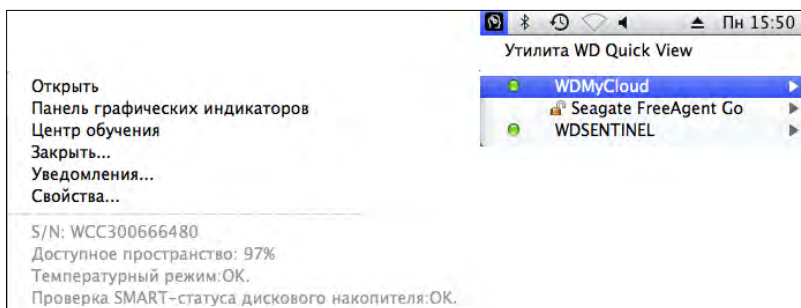 Пн 15:50
Утилита WD Quick View
WDMyCloud
Seagate FreeAgent Go
WDSENTINEL
Открыть
Панель графических индикаторов
Центр обучения
Закрыть...
Уведомления...
Свойства...
S/N: WCC300666480
Доступное пространство: 97%
Температурный режим:OK.
Проверка SMART-статуса дискового накопителя:OK.